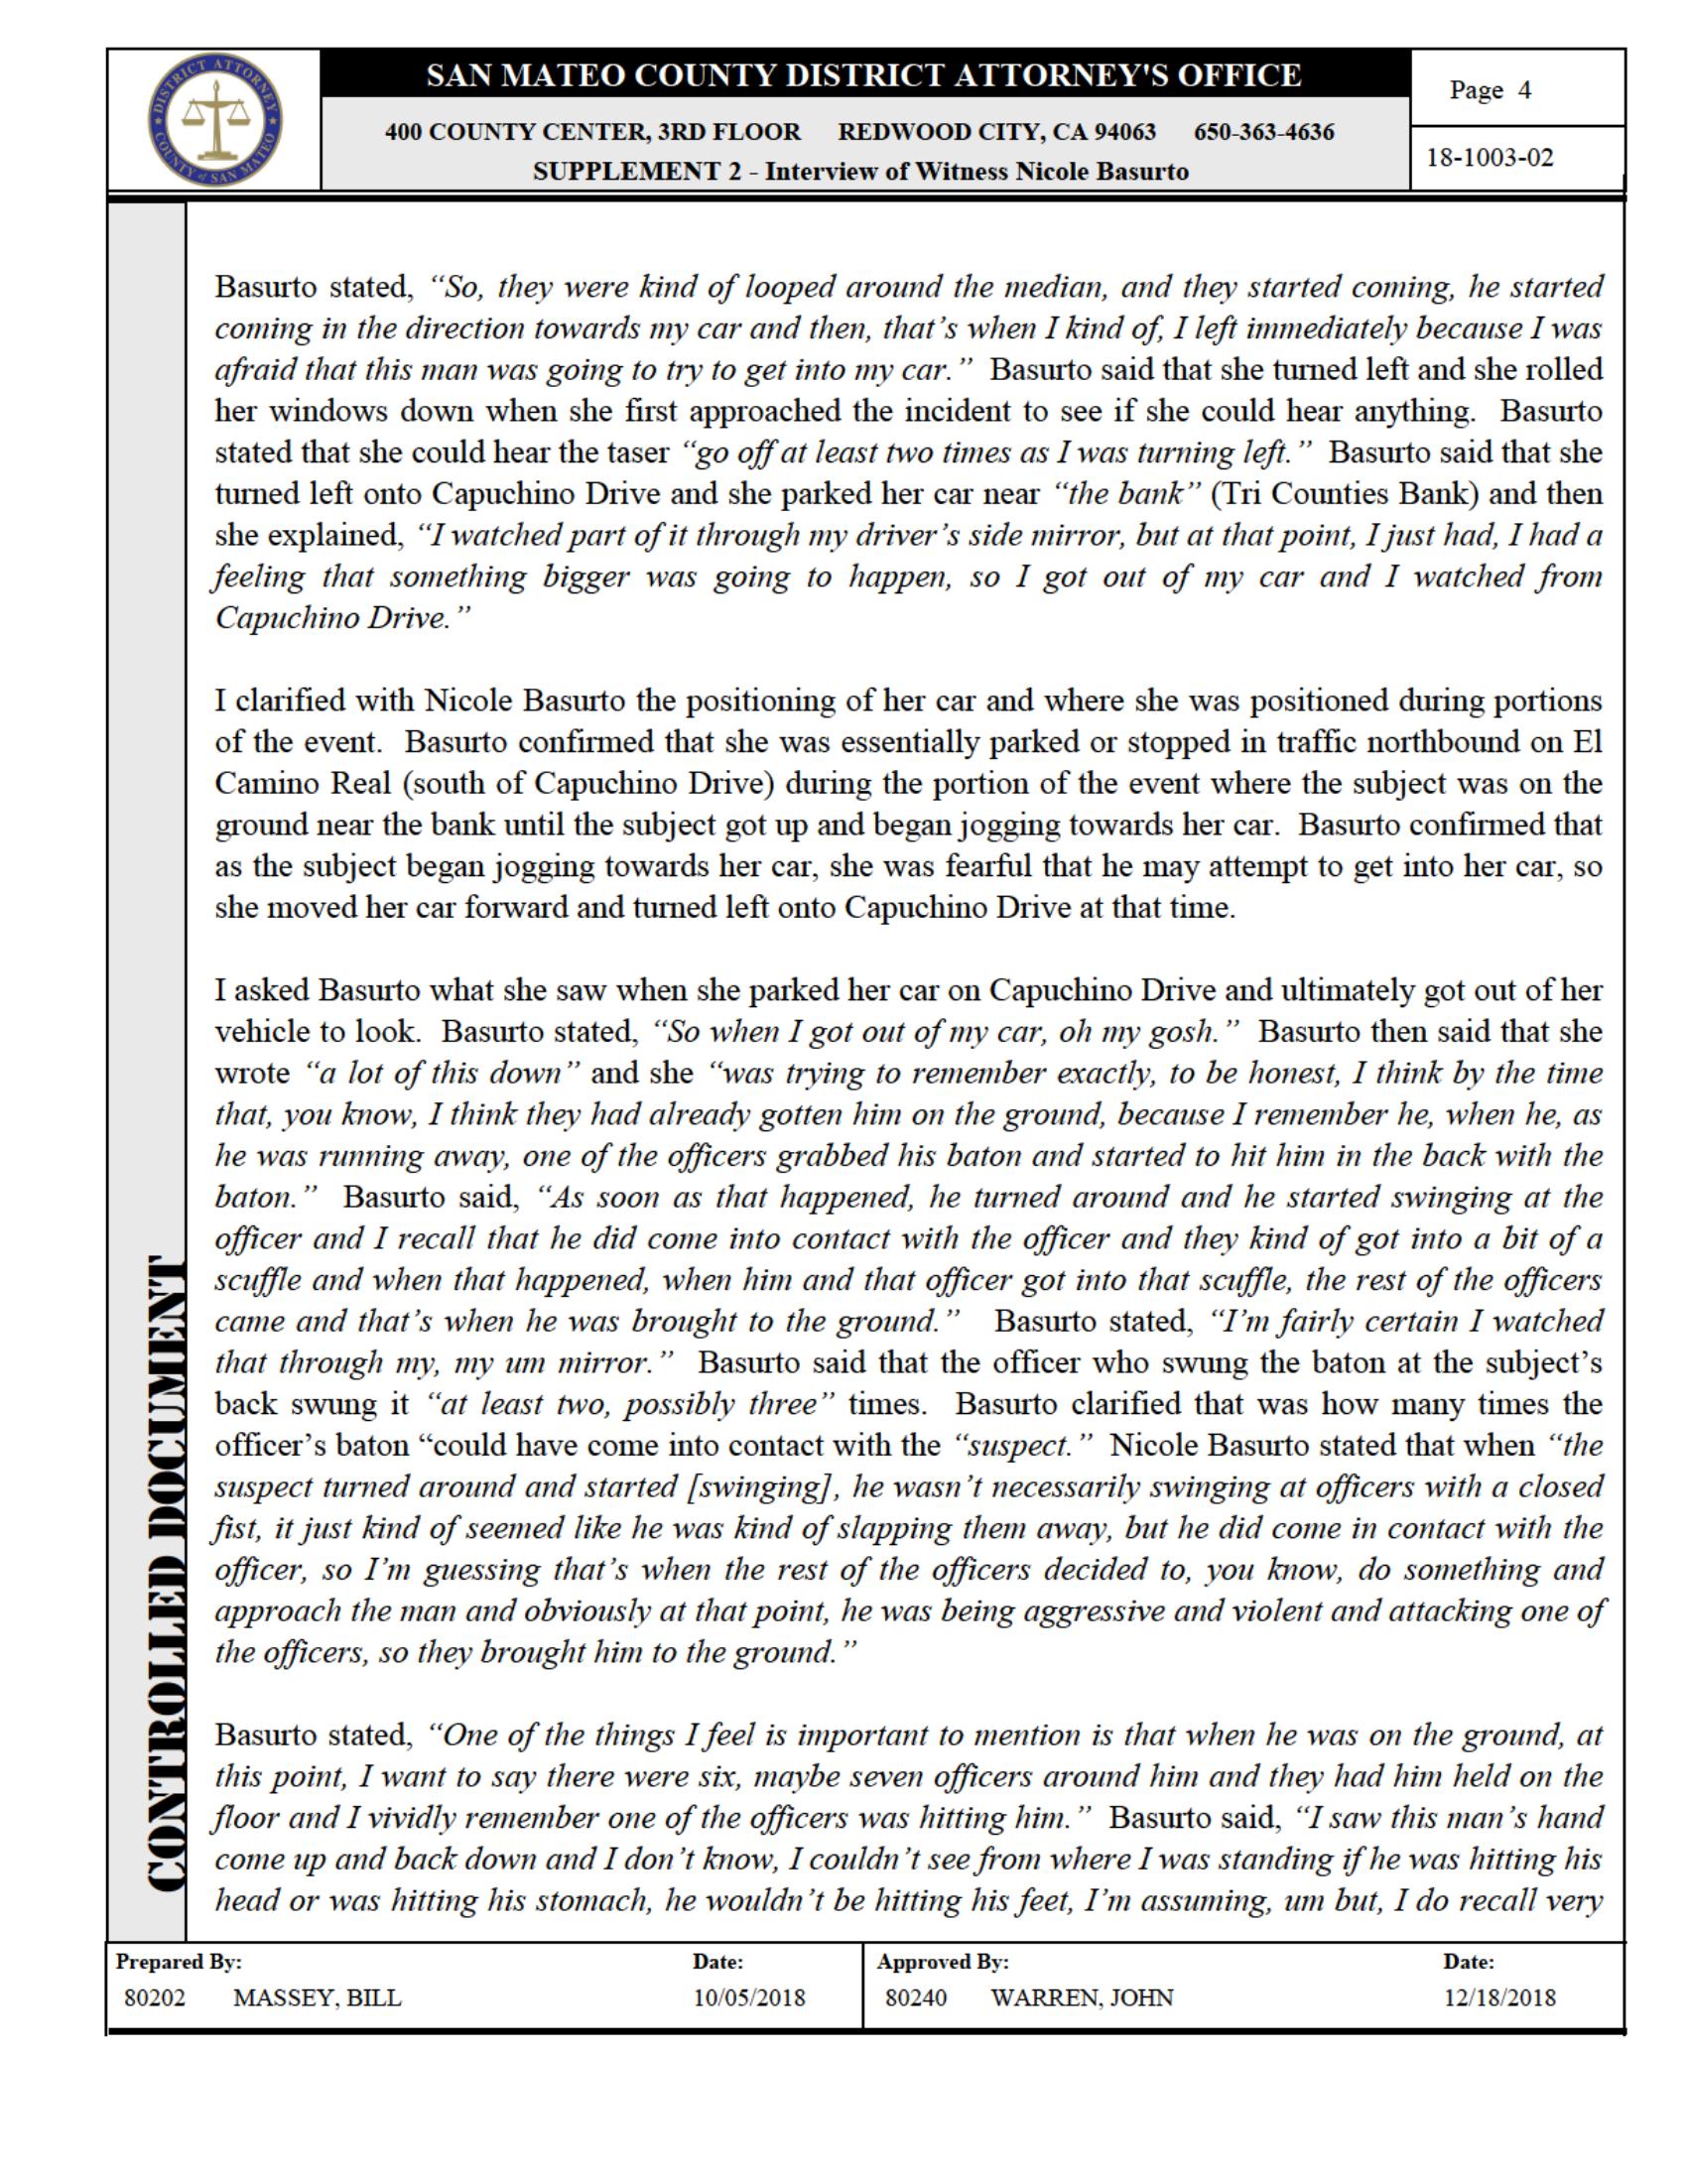 DISTRICT ATTORNEY
COUNTY of SAN MATEO
SAN MATEO COUNTY DISTRICT ATTORNEY'S OFFICE
400 COUNTY CENTER, 3RD FLOOR REDWOOD CITY, CA 94063 650-363-4636
SUPPLEMENT 2 - Interview of Witness Nicole Basurto
Page 4
18-1003-02
Basurto stated, “So, they were kind of looped around the median, and they started coming, he started
coming in the direction towards my car and then, that’s when I kind of, I left immediately because I was
afraid that this man was going to try to get into my car.” Basurto said that she turned left and she rolled
her windows down when she first approached the incident to see if she could hear anything. Basurto
stated that she could hear the taser “go off at least two times as I was turning left.” Basurto said that she
turned left onto Capuchino Drive and she parked her car near “the bank” (Tri Counties Bank) and then
she explained, “I watched part of it through my driver’s side mirror, but at that point, I just had, I had a
feeling that something bigger was going to happen, so I got out of my car and I watched from
Capuchino Drive.”
I clarified with Nicole Basurto the positioning of her car and where she was positioned during portions
of the event. Basurto confirmed that she was essentially parked or stopped in traffic northbound on El
Camino Real (south of Capuchino Drive) during the portion of the event where the subject was on the
ground near the bank until the subject got up and began jogging towards her car. Basurto confirmed that
as the subject began jogging towards her car, she was fearful that he may attempt to get into her car, so
she moved her car forward and turned left onto Capuchino Drive at that time.
I asked Basurto what she saw when she parked her car on Capuchino Drive and ultimately got out of her
vehicle to look. Basurto stated, “So when I got out of my car, oh my gosh.” Basurto then said that she
wrote “a lot of this down” and she “was trying to remember exactly, to be honest, I think by the time
that, you know, I think they had already gotten him on the ground, because I remember he, when he, as
he was running away, one of the officers grabbed his baton and started to hit him in the back with the
baton.” Basurto said, “As soon as that happened, he turned around and he started swinging at the
officer and I recall that he did come into contact with the officer and they kind of got into a bit of a
scuffle and when that happened, when him and that officer got into that scuffle, the rest of the officers
came and that’s when he was brought to the ground.” Basurto stated, “I’m fairly certain I watched
that through my, my um mirror.” Basurto said that the officer who swung the baton at the subject’s
back swung it “at least two, possibly three” times. Basurto clarified that was how many times the
officer’s baton “could have come into contact with the “suspect.” Nicole Basurto stated that when “the
suspect turned around and started [swinging], he wasn’t necessarily swinging at officers with a closed
fist, it just kind of seemed like he was kind of slapping them away, but he did come in contact with the
officer, so I’m guessing that’s when the rest of the officers decided to, you know, do something and
approach the man and obviously at that point, he was being aggressive and violent and attacking one of
the officers, so they brought him to the ground.”
Basurto stated, “One of the things I feel is important to mention is that when he was on the ground, at
this point, I want to say there were six, maybe seven officers around him and they had him held on the
floor and I vividly remember one of the officers was hitting him.” Basurto said, “I saw this man’s hand
come up and back down and I don’t know, I couldn’t see from where I was standing if he was hitting his
head or was hitting his stomach, he wouldn’t be hitting his feet, I’m assuming, um but, I do recall very
CONTROLLED DOCUMENT
Prepared By: Date: Approved By: Date:
80202 MASSEY, BILL 10/05/2018 80240 WARREN, JOHN 12/18/2018